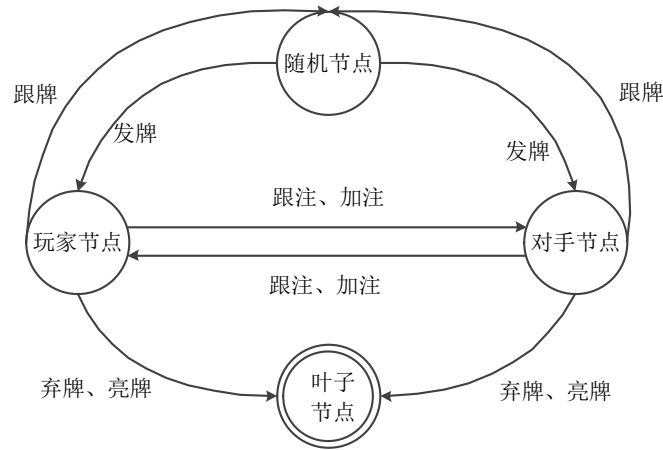 随机节点
跟牌
跟牌
发牌
发牌
跟注、加注
玩家节点
对手节点
跟注、加注
叶子
节点
弃牌、亮牌
弃牌、亮牌